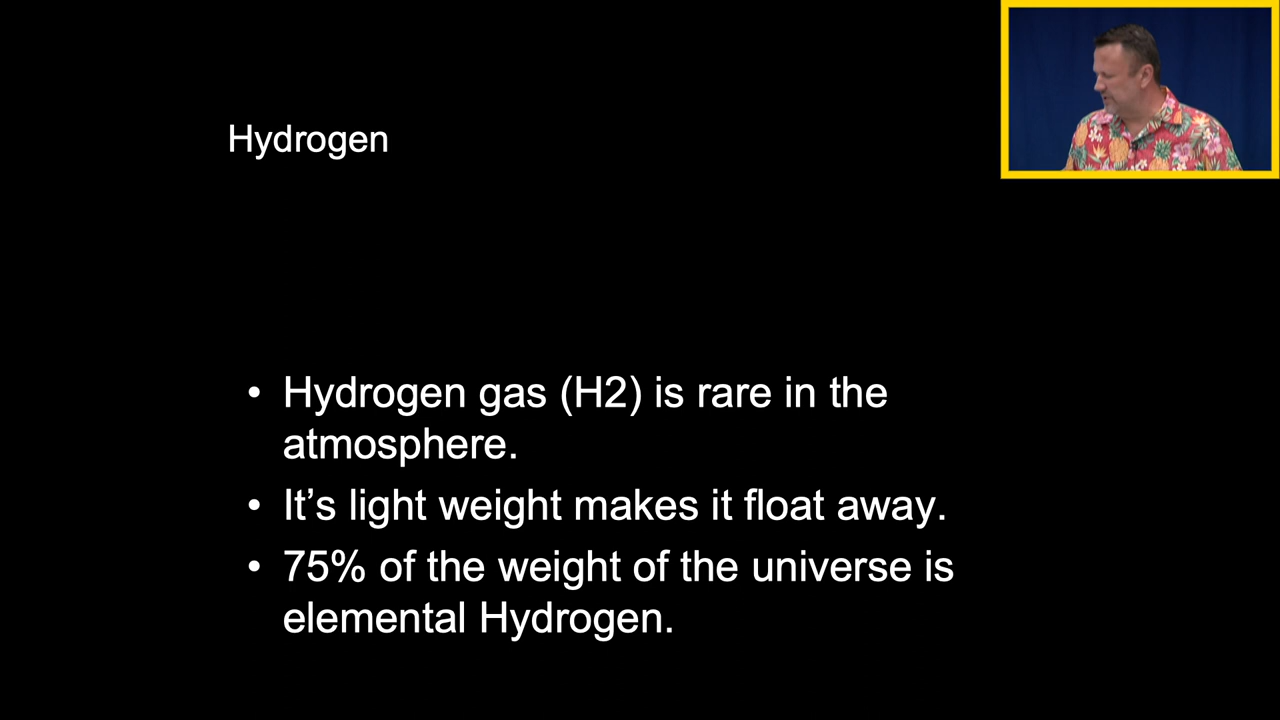 Hydrogen
• Hydrogen gas (H2) is rare in the
atmosphere.
• It’s light weight makes it float away.
• 75% of the weight of the universe is
elemental Hydrogen.